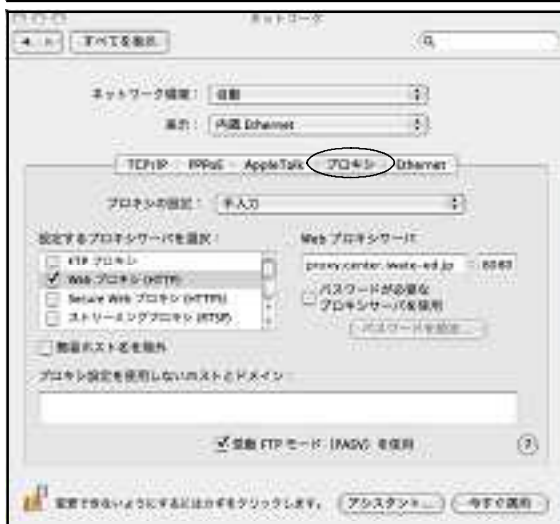 ネットワーク
すべてを表示
ネットワーク環境： 自動
表示： 内蔵 Ethernet
TCP/IP PPPoE AppleTalk プロキシ Ethernet
プロキシの設定： 手入力
設定するプロキシサーバを選択：
FTP プロキシ
Web プロキシ (HTTP)
Secure Web プロキシ (HTTPS)
ストリーミングプロキシ (RTSP)
Web プロキシサーバ
proxy.center.iwate-ed.jp : 8080
パスワードが必要な
プロキシサーバを使用
パスワードを設定...
簡易ホスト名を除外
プロキシ設定を使用しないホストとドメイン：
受動 FTP モード (PASV) を使用
変更できないようにするにはカギをクリックします。
アシスタント... 今すぐ適用